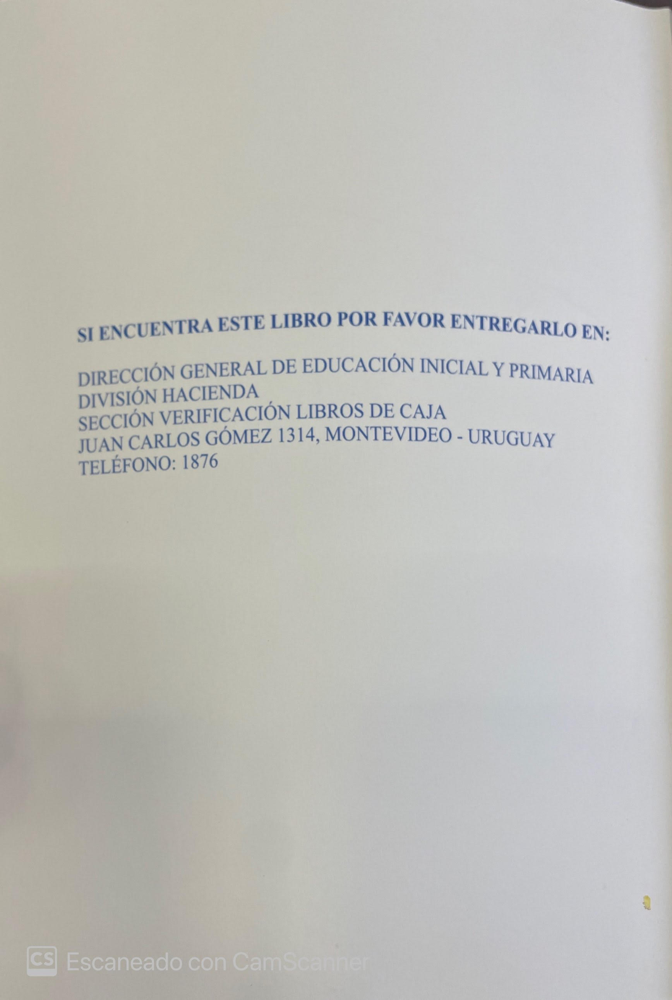 SI ENCUENTRA ESTE LIBRO POR FAVOR ENTREGARLO EN:
DIRECCIÓN GENERAL DE EDUCACIÓN INICIAL Y PRIMARIA
DIVISIÓN HACIENDA
SECCIÓN VERIFICACIÓN LIBROS DE CAJA
JUAN CARLOS GÓMEZ 1314, MONTEVIDEO - URUGUAY
TELÉFONO: 1876
CS Escaneado con CamScanner